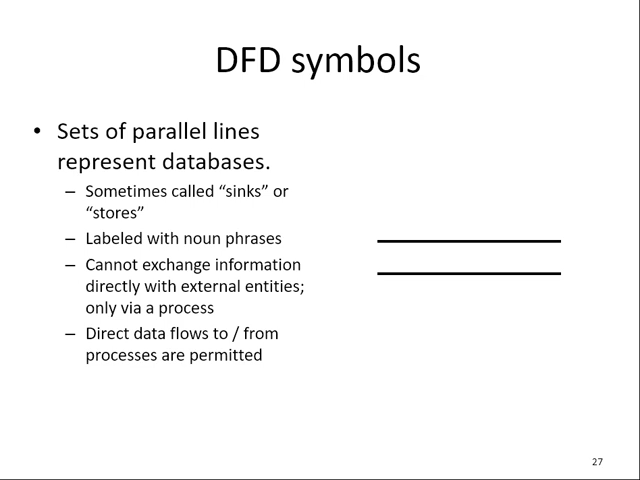 DFD symbols
• Sets of parallel lines
represent databases.
– Sometimes called “sinks” or
“stores”
– Labeled with noun phrases
– Cannot exchange information
directly with external entities;
only via a process
– Direct data flows to / from
processes are permitted
27